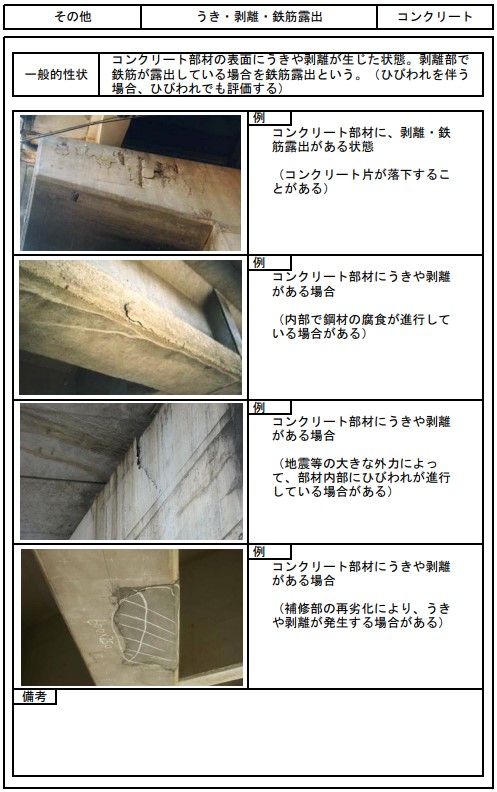 その他
うき・剥離・鉄筋露出
コンクリート
一般的性状
コンクリート部材の表面にうきや剥離が生じた状態。剥離部で
鉄筋が露出している場合を鉄筋露出という。（ひびわれを伴う
場合、ひびわれでも評価する）
例
コンクリート部材に、剥離・鉄
筋露出がある状態
（コンクリート片が落下するこ
とがある）
例
コンクリート部材にうきや剥離
がある場合
（内部で鋼材の腐食が進行して
いる場合がある）
例
コンクリート部材にうきや剥離
がある場合
（地震等の大きな外力によっ
て、部材内部にひびわれが進行
している場合がある）
例
コンクリート部材にうきや剥離
がある場合
（補修部の再劣化により、うき
や剥離が発生する場合がある）
備考